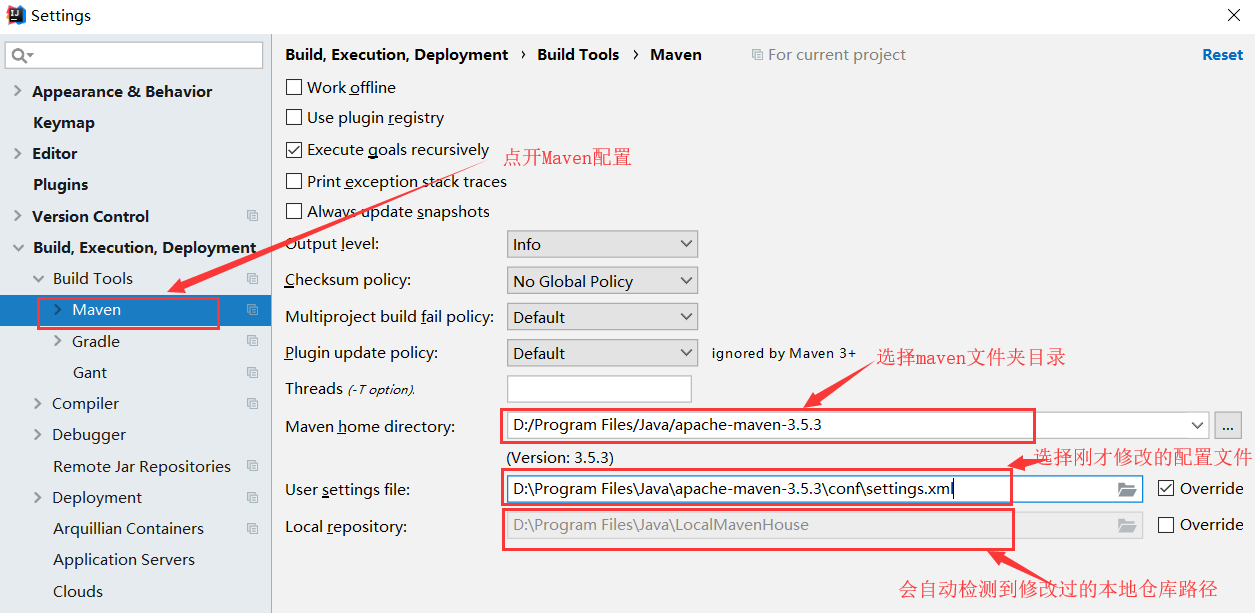 Settings
Build, Execution, Deployment › Build Tools › Maven For current project Reset
Appearance & Behavior
Keymap
Editor
Plugins
Version Control
Build, Execution, Deployment
Build Tools
Maven
Gradle
Gant
Compiler
Debugger
Remote Jar Repositories
Deployment
Arquillian Containers
Application Servers
Clouds
Work offline
Use plugin registry
Execute goals recursively
点开Maven配置
Print exception stack traces
Always update snapshots
Output level: Info
Checksum policy: No Global Policy
Multiproject build fail policy: Default
Plugin update policy: Default ignored by Maven 3+
选择maven文件夹目录
Threads (-T option).
Maven home directory: D:/Program Files/Java/apache-maven-3.5.3 ...
(Version: 3.5.3)
选择刚才修改的配置文件
User settings file: D:\Program Files\Java\apache-maven-3.5.3\conf\settings.xml Override
Local repository: D:\Program Files\Java\LocalMavenHouse Override
会自动检测到修改过的本地仓库路径